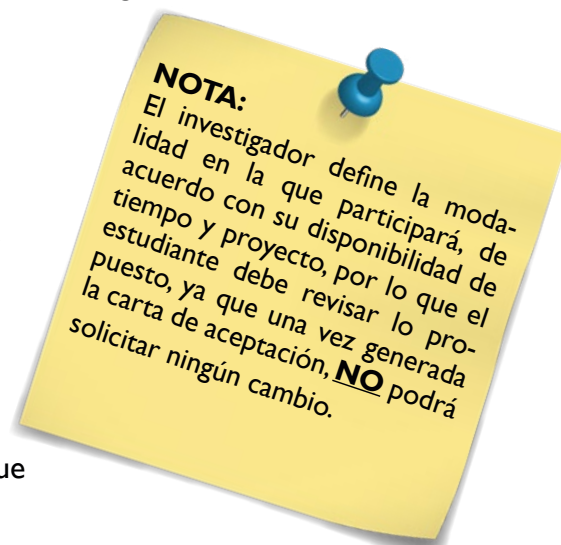 NOTA:
El investigador define la moda-
lidad en la que participará, de
acuerdo con su disponibilidad de
tiempo y proyecto, por lo que el
estudiante debe revisar lo pro-
puesto, ya que una vez generada
la carta de aceptación, NO podrá
solicitar ningún cambio.
ue